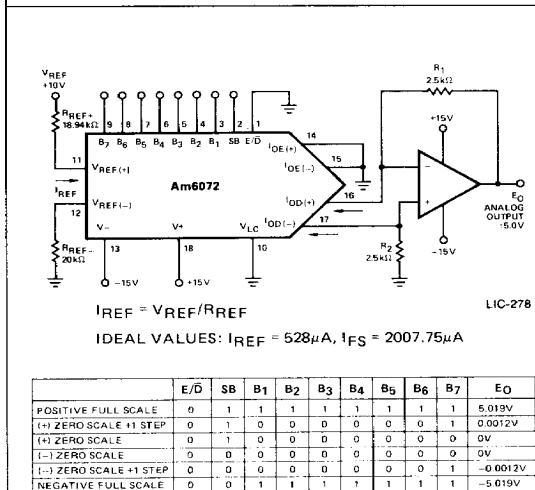 VREF
+10V
RREF+
18.94kΩ
9 8 7 6 5 4 3 2 1
B7 B6 B5 B4 B3 B2 B1 SB E/D̅
11
VREF(+)
IREF
12
VREF(−)
RREF−
20kΩ
Am6072
V− V+ VLC
13 18 10
−15V +15V
IOE(+) 14
IOE(−) 15
IOD(+) 16
IOD(−) 17
R1
2.5kΩ
+15V
−
+
−15V
R2
2.5kΩ
EO
ANALOG
OUTPUT
±5.0V
LIC-278
IREF = VREF/RREF
IDEAL VALUES: IREF = 528µA, IFS = 2007.75µA
E/D̅ SB B1 B2 B3 B4 B5 B6 B7 EO
POSITIVE FULL SCALE 0 1 1 1 1 1 1 1 1 5.019V
(+) ZERO SCALE +1 STEP 0 1 0 0 0 0 0 0 1 0.0012V
(+) ZERO SCALE 0 1 0 0 0 0 0 0 0 0V
(−) ZERO SCALE 0 0 0 0 0 0 0 0 0 0V
(−) ZERO SCALE +1 STEP 0 0 0 0 0 0 0 0 1 −0.0012V
NEGATIVE FULL SCALE 0 0 1 1 1 1 1 1 1 −5.019V